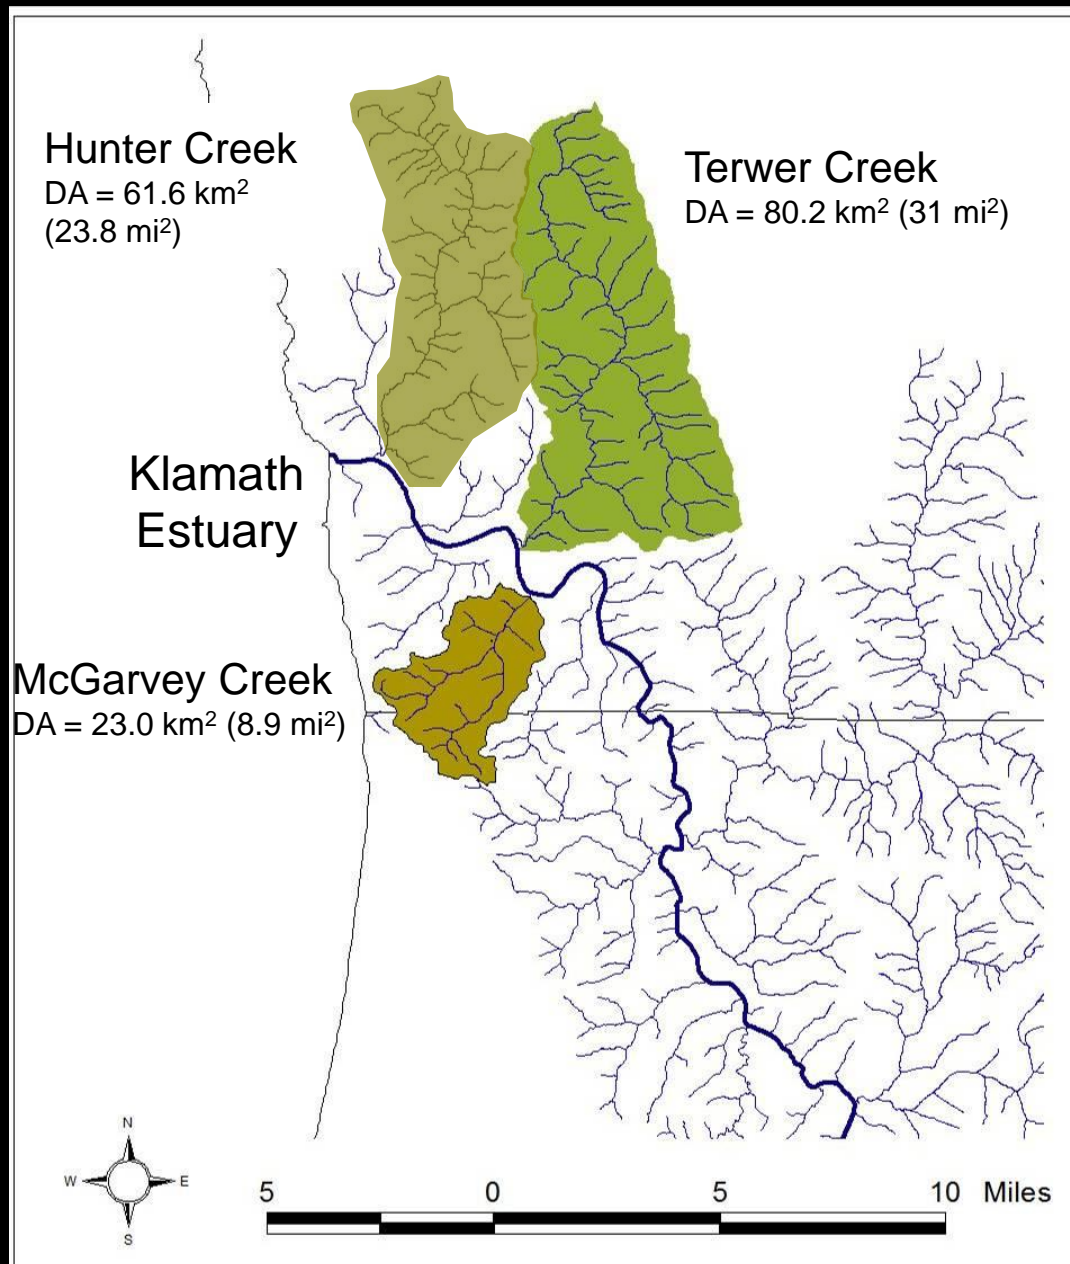 Hunter Creek
DA = 61.6 km²
(23.8 mi²)
Terwer Creek
DA = 80.2 km² (31 mi²)
Klamath
Estuary
McGarvey Creek
DA = 23.0 km² (8.9 mi²)
N
W E
S
5 0 5 10 Miles